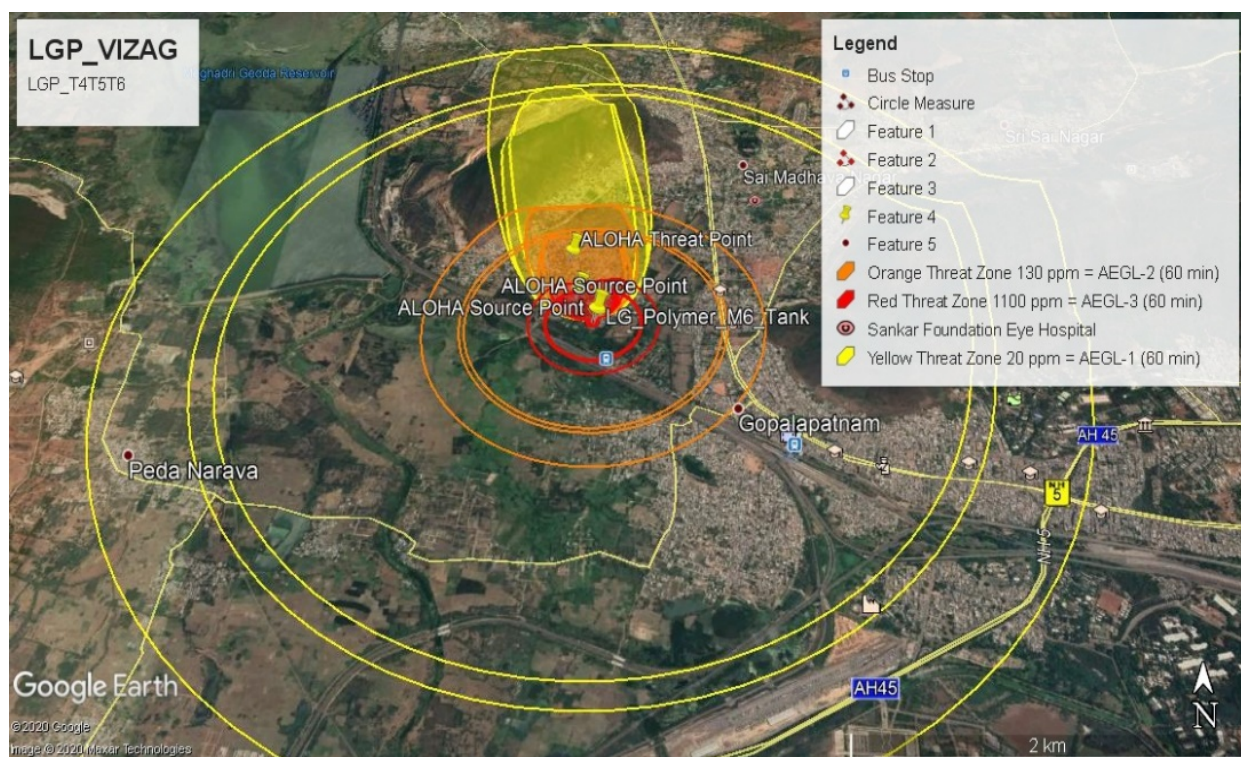 LGP_VIZAG
LGP_T4T5T6
Legend
Bus Stop
Circle Measure
Feature 1
Feature 2
Feature 3
Feature 4
Feature 5
Orange Threat Zone 130 ppm = AEGL-2 (60 min)
Red Threat Zone 1100 ppm = AEGL-3 (60 min)
Sankar Foundation Eye Hospital
Yellow Threat Zone 20 ppm = AEGL-1 (60 min)
Gedda Reservoir
Sri Sai Nagar
Sai Madhava Nagar
ALOHA Threat Point
ALOHA Source Point
ALOHA Source Point
LG_Polymer_M6_Tank
Gopalapatnam
AH 45
Peda Narava
5
NH 5
AH45
Google Earth
©2020 Google
Image © 2020 Maxar Technologies
N
2 km